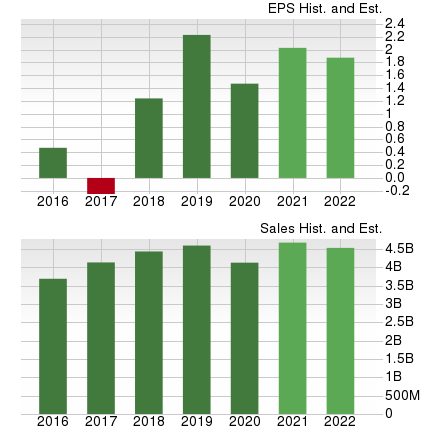 EPS Hist. and Est.
2.4
2.2
2
1.8
1.6
1.4
1.2
1
0.8
0.6
0.4
0.2
0.0
-0.2
2016 2017 2018 2019 2020 2021 2022
Sales Hist. and Est.
4.5B
4B
3.5B
3B
2.5B
2B
1.5B
1B
500M
0
2016 2017 2018 2019 2020 2021 2022